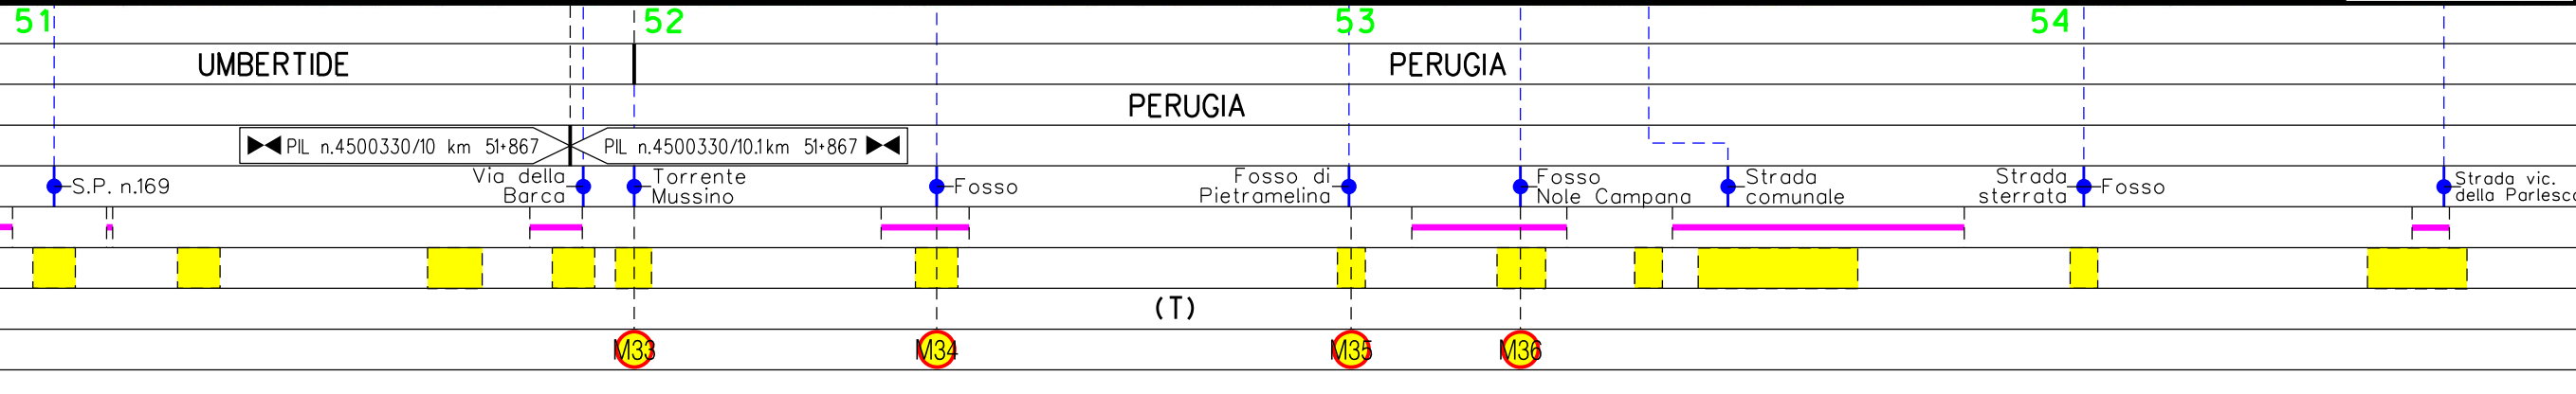 51 52 53 54
UMBERTIDE PERUGIA
PERUGIA
PIL n.4500330/10 km 51+867 PIL n.4500330/10.1 km 51+867
S.P. n.169
Via della
Barca
Torrente
Mussino
Fosso
Fosso di
Pietramelina
Fosso
Nole Campana
Strada
comunale
Strada
sterrata
Fosso
Strada vic.
della Parlesc
(T)
M33 M34 M35 M36